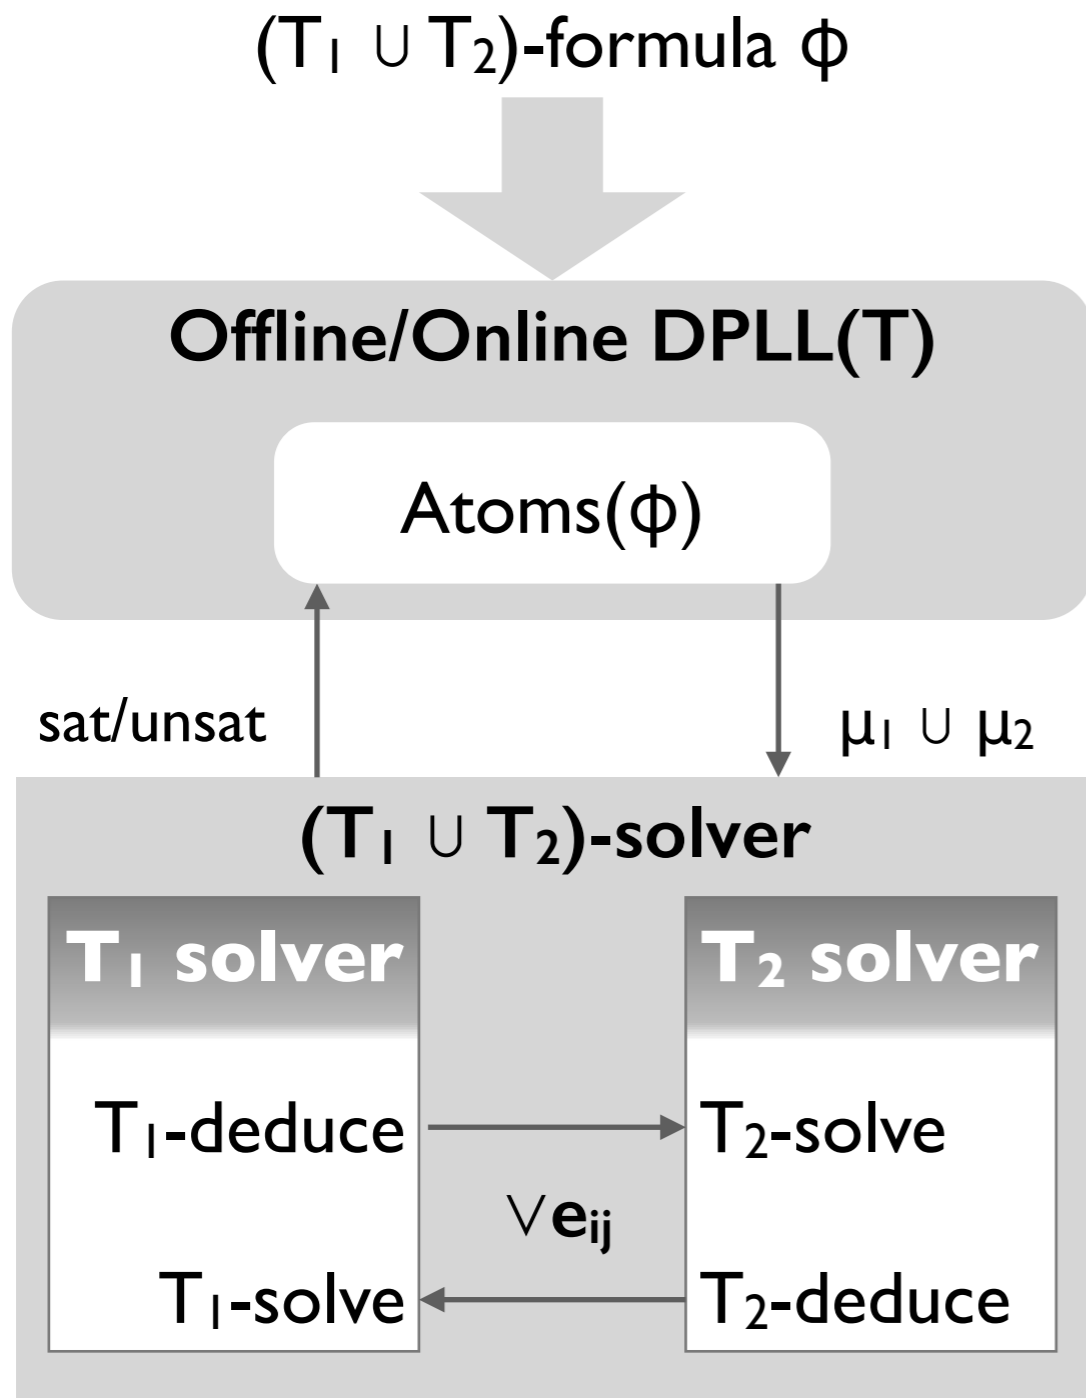 (T₁ ∪ T₂)-formula ϕ
Offline/Online DPLL(T)
Atoms(ϕ)
sat/unsat
μ₁ ∪ μ₂
(T₁ ∪ T₂)-solver
T₁ solver
T₂ solver
T₁-deduce
T₂-solve
∨eᵢⱼ
T₁-solve
T₂-deduce